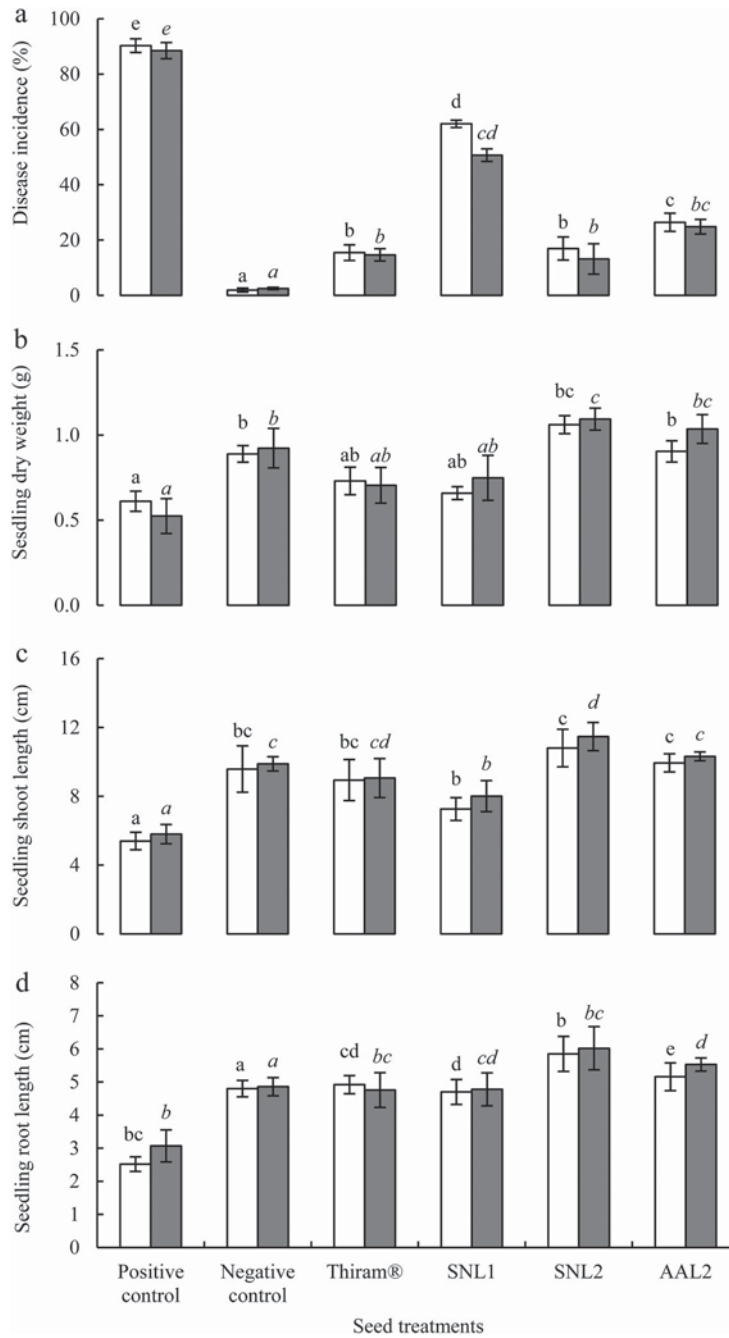 a
Disease incidence (%)
100
80
60
40
20
0
e e
a a
b b
d cd
b b
c bc
b
Sesdling dry weight (g)
1.5
1.0
0.5
0.0
a a
b b
ab ab
ab ab
bc c
b bc
c
Seedling shoot length (cm)
16
12
8
4
0
a a
bc c
bc cd
b b
c d
c c
d
Seedling root length (cm)
8
7
6
5
4
3
2
1
0
bc b
a a
cd bc
d cd
b bc
e d
Positive control
Negative control
Thiram®
SNL1
SNL2
AAL2
Seed treatments